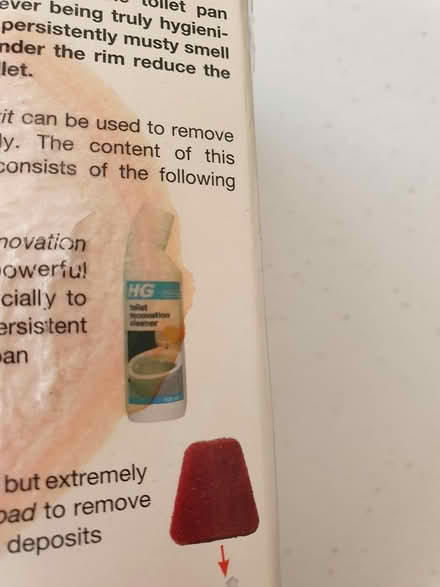 toilet pan
ever being truly hygieni-
persistently musty smell
nder the rim reduce the
let.
it can be used to remove
ly. The content of this
consists of the following
novation
powerful
cially to
ersistent
pan
HG
toilet
renovation
cleaner
but extremely
pad to remove
deposits